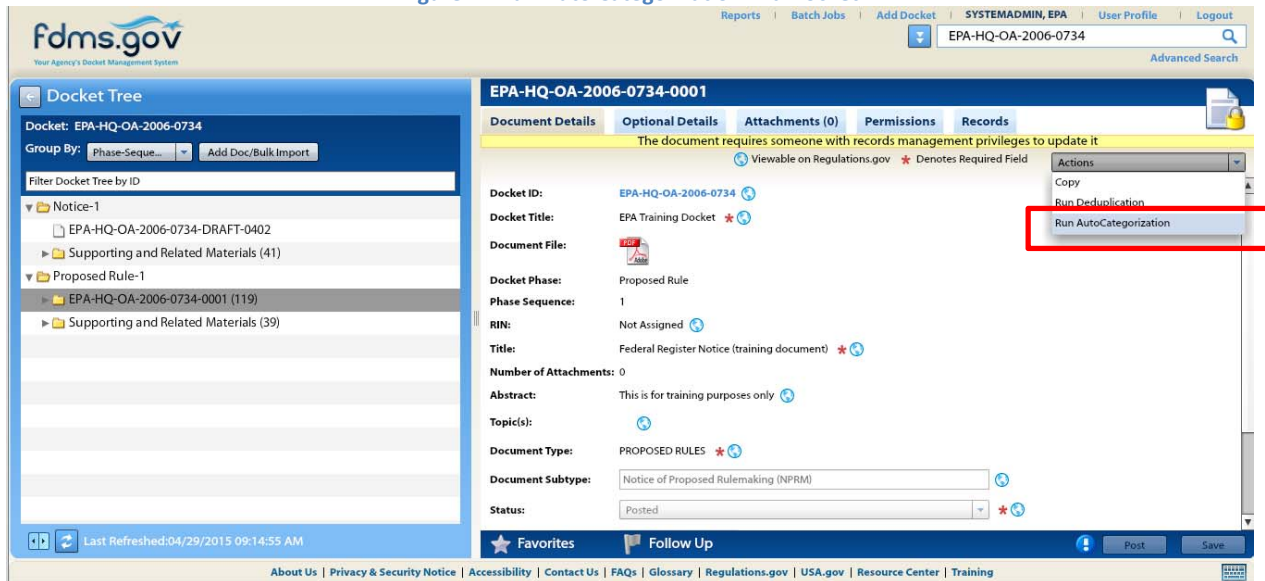 Reports | Batch Jobs | Add Docket | SYSTEMADMIN, EPA | User Profile | Logout
fdms.gov
Your Agency's Docket Management System
EPA-HQ-OA-2006-0734
Advanced Search
Docket Tree
Docket: EPA-HQ-OA-2006-0734
Group By: Phase-Seque... Add Doc/Bulk Import
Filter Docket Tree by ID
Notice-1
EPA-HQ-OA-2006-0734-DRAFT-0402
Supporting and Related Materials (41)
Proposed Rule-1
EPA-HQ-OA-2006-0734-0001 (119)
Supporting and Related Materials (39)
Last Refreshed:04/29/2015 09:14:55 AM
EPA-HQ-OA-2006-0734-0001
Document Details Optional Details Attachments (0) Permissions Records
The document requires someone with records management privileges to update it
Viewable on Regulations.gov * Denotes Required Field
Actions
Copy
Run Deduplication
Run AutoCategorization
Docket ID: EPA-HQ-OA-2006-0734
Docket Title: EPA Training Docket *
Document File: PDF Adobe
Docket Phase: Proposed Rule
Phase Sequence: 1
RIN: Not Assigned
Title: Federal Register Notice (training document) *
Number of Attachments: 0
Abstract: This is for training purposes only
Topic(s):
Document Type: PROPOSED RULES *
Document Subtype: Notice of Proposed Rulemaking (NPRM)
Status: Posted *
Favorites Follow Up Post Save
About Us | Privacy & Security Notice | Accessibility | Contact Us | FAQs | Glossary | Regulations.gov | USA.gov | Resource Center | Training